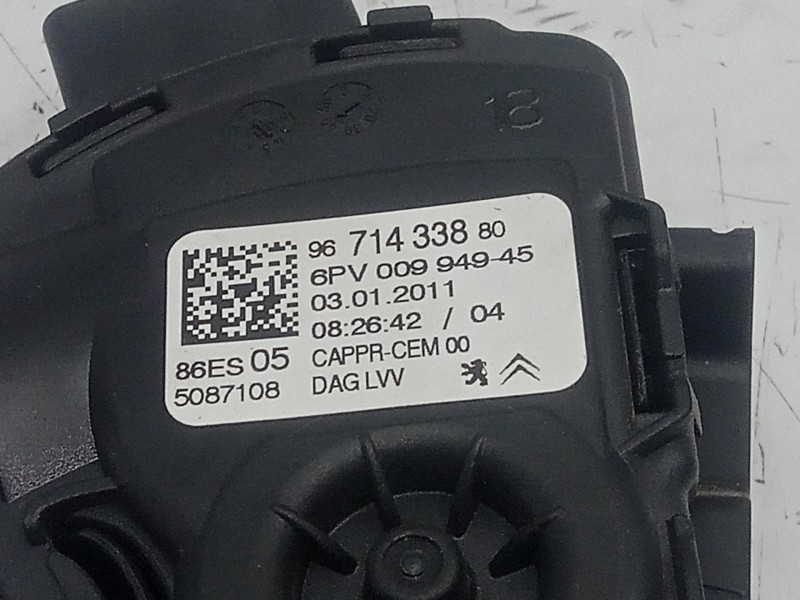 18
96 714 338 80
6PV 009 949-45
03.01.2011
08:26:42 / 04
86ES 05
CAPPR-CEM 00
5087108
DAG LVV